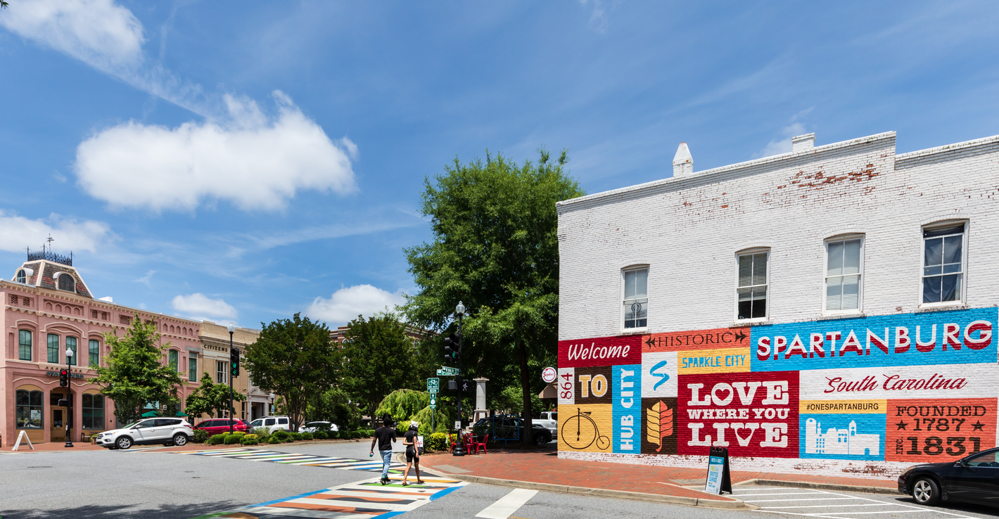 CITIZENS
Welcome
HISTORIC
SPARTANBURG
864
TO
HUB CITY
S
SPARKLE CITY
South Carolina
LOVE
WHERE YOU
LIVE
#ONESPARTANBURG
FOUNDED
1787
INC. 1831